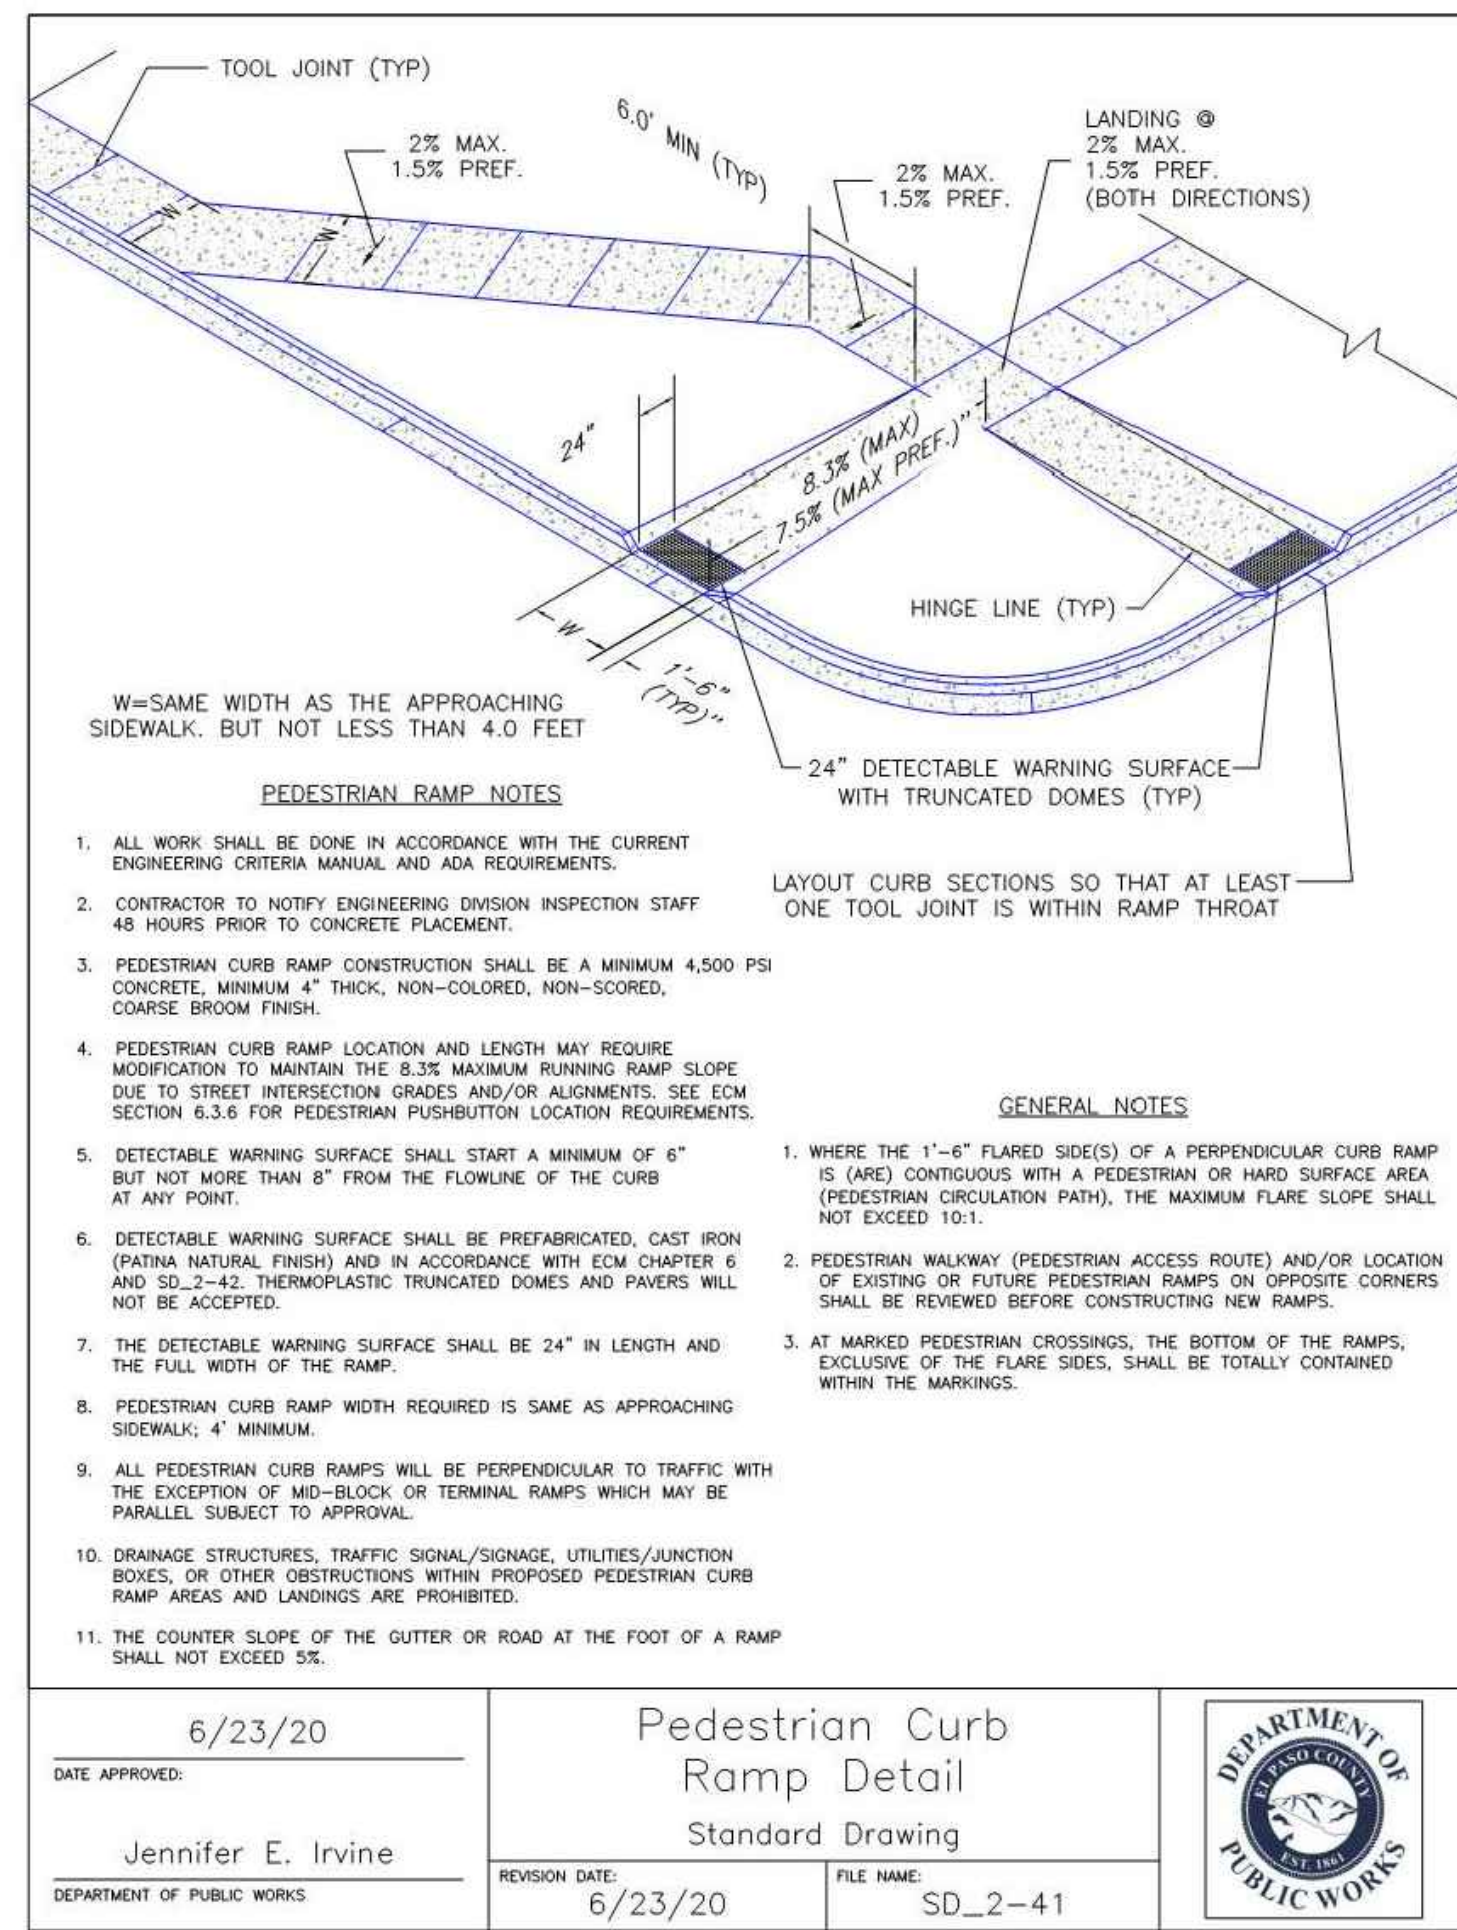 TOOL JOINT (TYP)
2% MAX.
1.5% PREF.
6.0' MIN (TYP)
2% MAX.
1.5% PREF.
LANDING @
2% MAX.
1.5% PREF.
(BOTH DIRECTIONS)
W
W
24"
8.3% (MAX)
7.5% (MAX PREF.)"
HINGE LINE (TYP)
W
1'-6"
(TYP)"
W=SAME WIDTH AS THE APPROACHING
SIDEWALK. BUT NOT LESS THAN 4.0 FEET
24" DETECTABLE WARNING SURFACE
WITH TRUNCATED DOMES (TYP)
LAYOUT CURB SECTIONS SO THAT AT LEAST
ONE TOOL JOINT IS WITHIN RAMP THROAT
PEDESTRIAN RAMP NOTES
1. ALL WORK SHALL BE DONE IN ACCORDANCE WITH THE CURRENT
ENGINEERING CRITERIA MANUAL AND ADA REQUIREMENTS.
2. CONTRACTOR TO NOTIFY ENGINEERING DIVISION INSPECTION STAFF
48 HOURS PRIOR TO CONCRETE PLACEMENT.
3. PEDESTRIAN CURB RAMP CONSTRUCTION SHALL BE A MINIMUM 4,500 PSI
CONCRETE, MINIMUM 4" THICK, NON-COLORED, NON-SCORED,
COARSE BROOM FINISH.
4. PEDESTRIAN CURB RAMP LOCATION AND LENGTH MAY REQUIRE
MODIFICATION TO MAINTAIN THE 8.3% MAXIMUM RUNNING RAMP SLOPE
DUE TO STREET INTERSECTION GRADES AND/OR ALIGNMENTS. SEE ECM
SECTION 6.3.6 FOR PEDESTRIAN PUSHBUTTON LOCATION REQUIREMENTS.
5. DETECTABLE WARNING SURFACE SHALL START A MINIMUM OF 6"
BUT NOT MORE THAN 8" FROM THE FLOWLINE OF THE CURB
AT ANY POINT.
6. DETECTABLE WARNING SURFACE SHALL BE PREFABRICATED, CAST IRON
(PATINA NATURAL FINISH) AND IN ACCORDANCE WITH ECM CHAPTER 6
AND SD_2-42. THERMOPLASTIC TRUNCATED DOMES AND PAVERS WILL
NOT BE ACCEPTED.
7. THE DETECTABLE WARNING SURFACE SHALL BE 24" IN LENGTH AND
THE FULL WIDTH OF THE RAMP.
8. PEDESTRIAN CURB RAMP WIDTH REQUIRED IS SAME AS APPROACHING
SIDEWALK; 4' MINIMUM.
9. ALL PEDESTRIAN CURB RAMPS WILL BE PERPENDICULAR TO TRAFFIC WITH
THE EXCEPTION OF MID-BLOCK OR TERMINAL RAMPS WHICH MAY BE
PARALLEL SUBJECT TO APPROVAL.
10. DRAINAGE STRUCTURES, TRAFFIC SIGNAL/SIGNAGE, UTILITIES/JUNCTION
BOXES, OR OTHER OBSTRUCTIONS WITHIN PROPOSED PEDESTRIAN CURB
RAMP AREAS AND LANDINGS ARE PROHIBITED.
11. THE COUNTER SLOPE OF THE GUTTER OR ROAD AT THE FOOT OF A RAMP
SHALL NOT EXCEED 5%.
GENERAL NOTES
1. WHERE THE 1'-6" FLARED SIDE(S) OF A PERPENDICULAR CURB RAMP
IS (ARE) CONTIGUOUS WITH A PEDESTRIAN OR HARD SURFACE AREA
(PEDESTRIAN CIRCULATION PATH), THE MAXIMUM FLARE SLOPE SHALL
NOT EXCEED 10:1.
2. PEDESTRIAN WALKWAY (PEDESTRIAN ACCESS ROUTE) AND/OR LOCATION
OF EXISTING OR FUTURE PEDESTRIAN RAMPS ON OPPOSITE CORNERS
SHALL BE REVIEWED BEFORE CONSTRUCTING NEW RAMPS.
3. AT MARKED PEDESTRIAN CROSSINGS, THE BOTTOM OF THE RAMPS,
EXCLUSIVE OF THE FLARE SIDES, SHALL BE TOTALLY CONTAINED
WITHIN THE MARKINGS.
6/23/20
DATE APPROVED:
Jennifer E. Irvine
DEPARTMENT OF PUBLIC WORKS
Pedestrian Curb
Ramp Detail
Standard Drawing
REVISION DATE:
6/23/20
FILE NAME:
SD_2-41
DEPARTMENT OF
EL PASO COUNTY
EST. 1861
PUBLIC WORKS